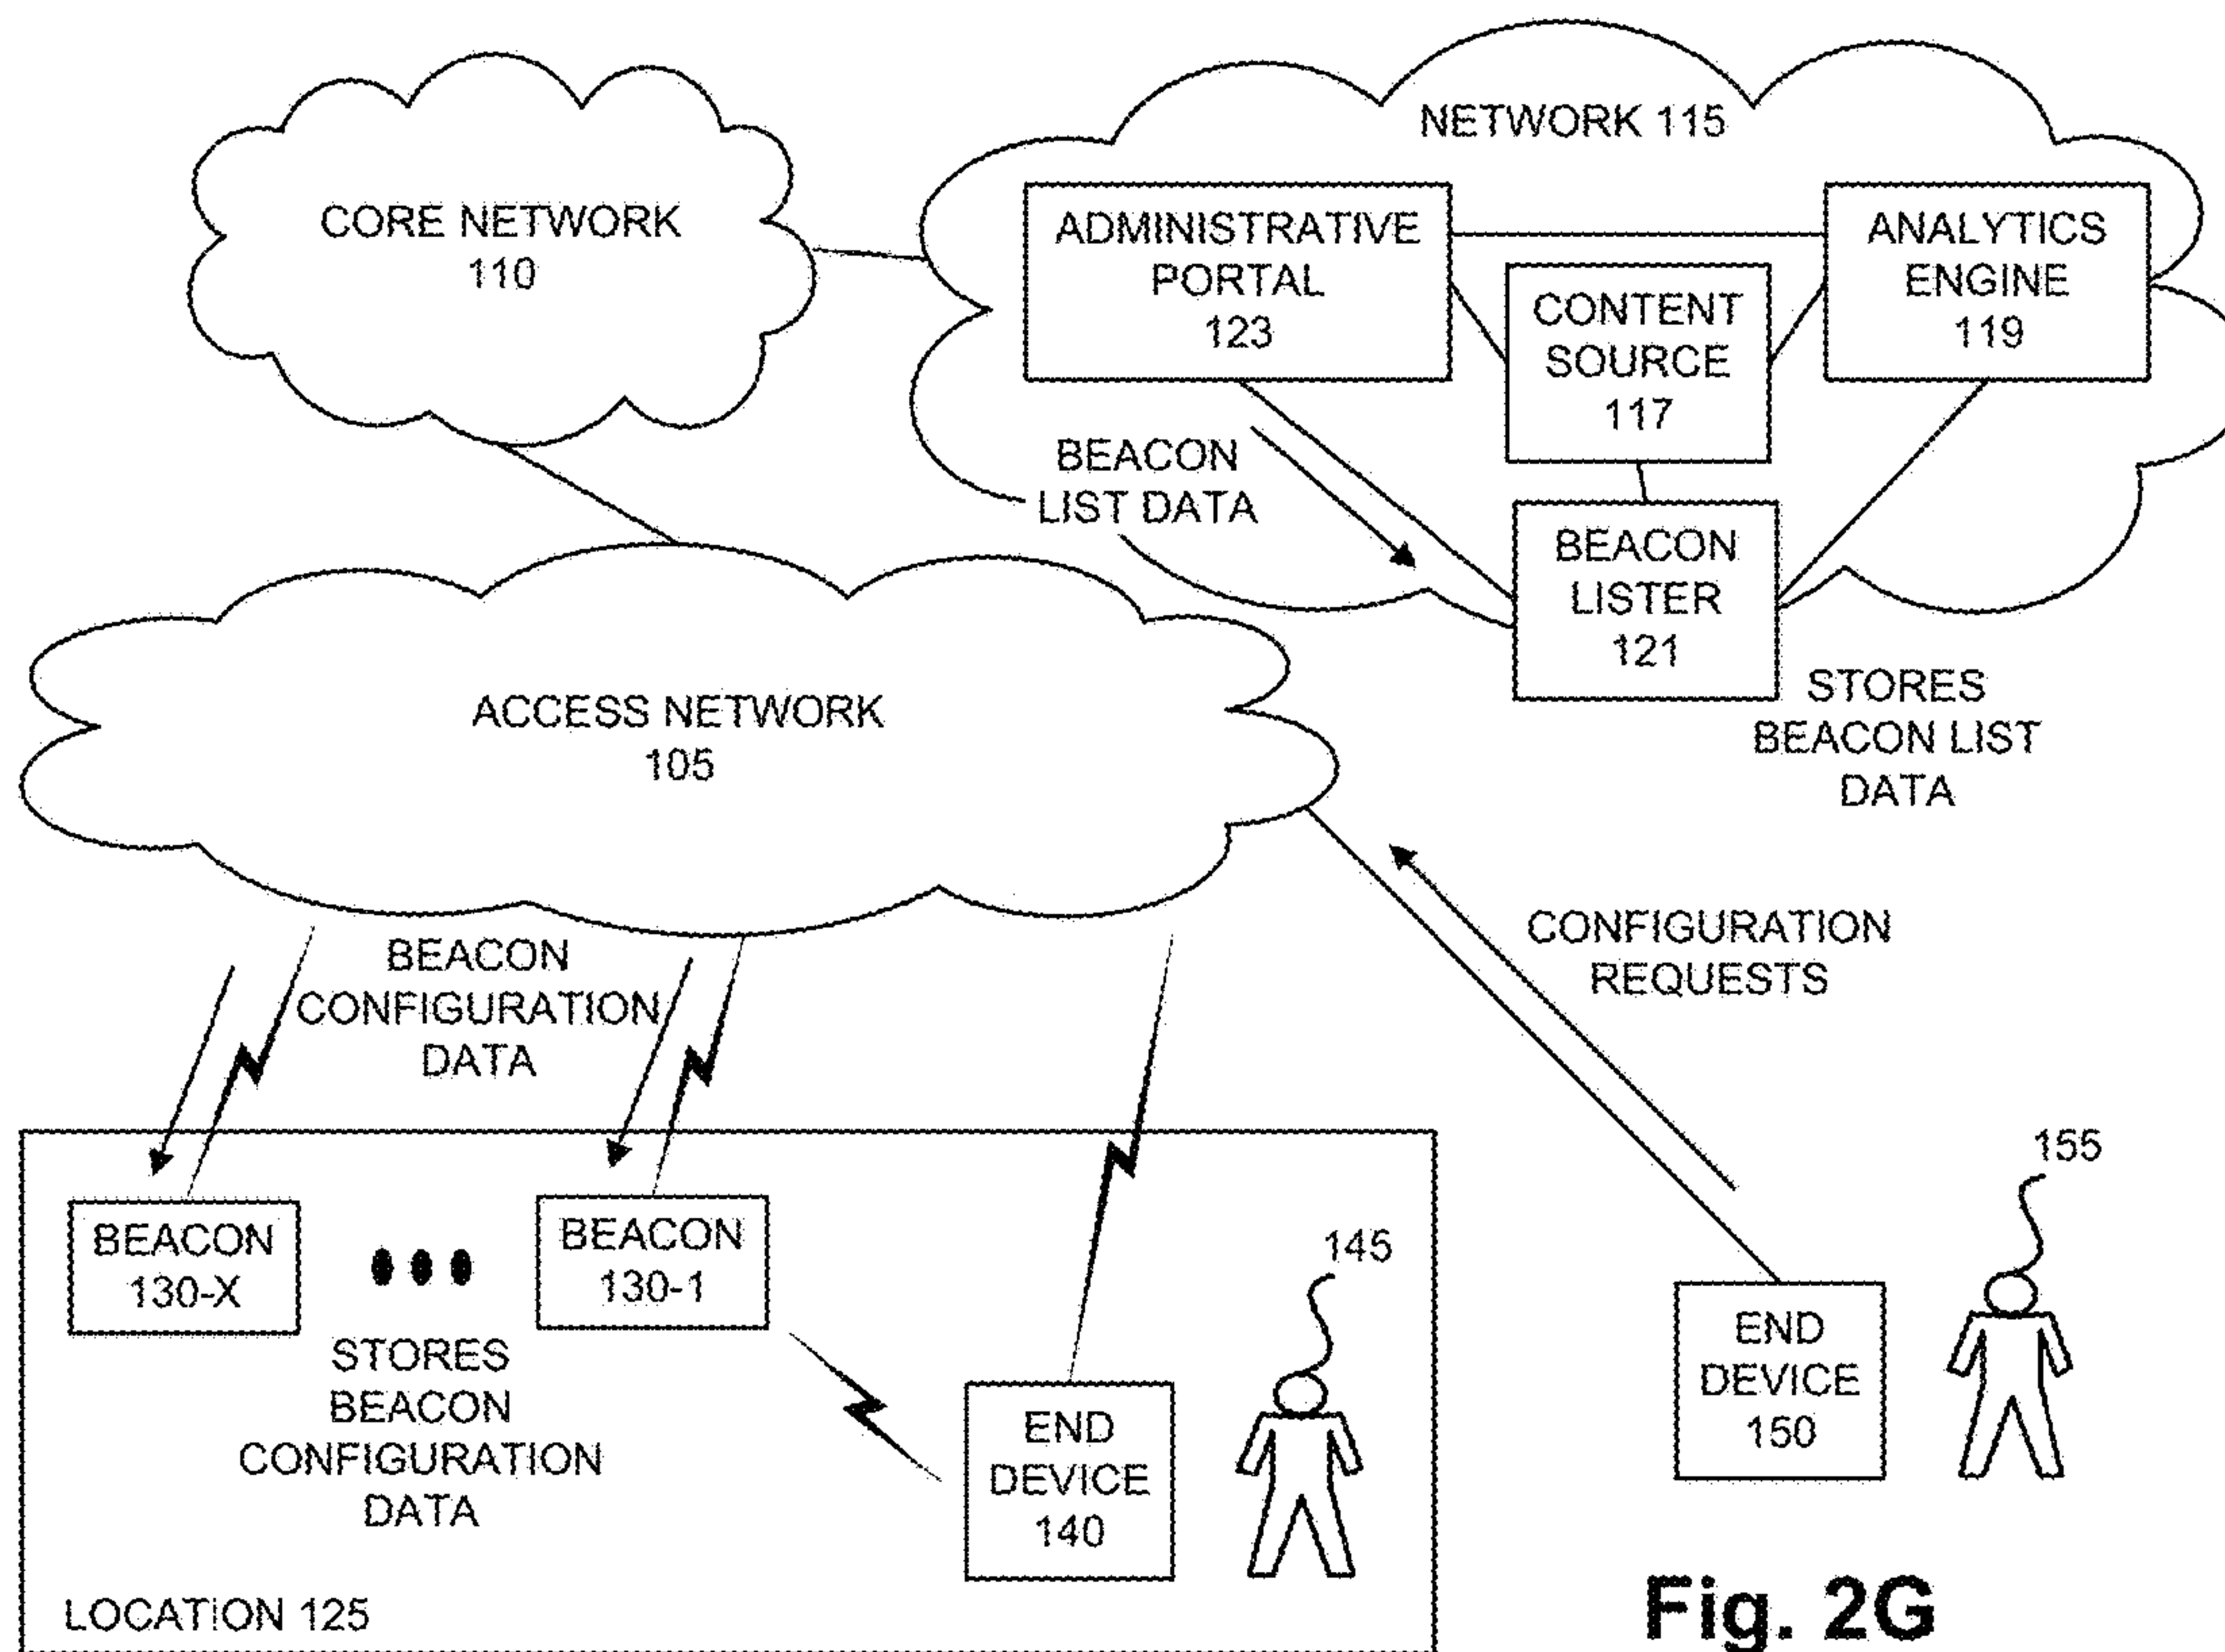 NETWORK 115
CORE NETWORK
110
ADMINISTRATIVE
PORTAL
123
CONTENT
SOURCE
117
ANALYTICS
ENGINE
119
BEACON
LIST DATA
BEACON
LISTER
121
STORES
BEACON LIST
DATA
ACCESS NETWORK
105
BEACON
CONFIGURATION
DATA
CONFIGURATION
REQUESTS
BEACON
130-X
BEACON
130-1
STORES
BEACON
CONFIGURATION
DATA
END
DEVICE
140
145
END
DEVICE
150
155
LOCATION 125
Fig. 2G